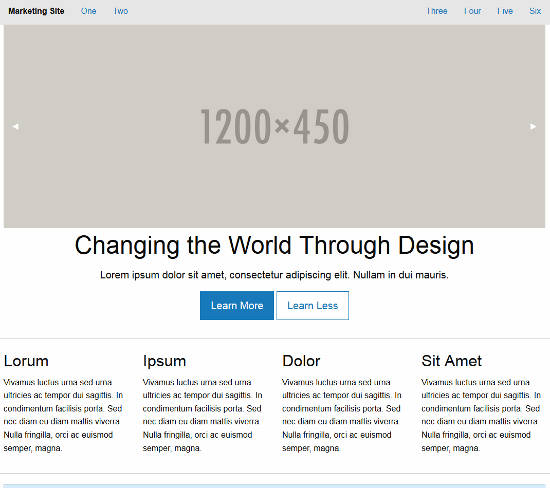 Marketing Site One Two Three Four Five Six
◄ 1200×450 ►
Changing the World Through Design
Lorem ipsum dolor sit amet, consectetur adipiscing elit. Nullam in dui mauris.
Learn More Learn Less
Lorum
Vivamus luctus urna sed urna
ultricies ac tempor dui sagittis. In
condimentum facilisis porta. Sed
nec diam eu diam mattis viverra.
Nulla fringilla, orci ac euismod
semper, magna.
Ipsum
Vivamus luctus urna sed urna
ultricies ac tempor dui sagittis. In
condimentum facilisis porta. Sed
nec diam eu diam mattis viverra.
Nulla fringilla, orci ac euismod
semper, magna.
Dolor
Vivamus luctus urna sed urna
ultricies ac tempor dui sagittis. In
condimentum facilisis porta. Sed
nec diam eu diam mattis viverra.
Nulla fringilla, orci ac euismod
semper, magna.
Sit Amet
Vivamus luctus urna sed urna
ultricies ac tempor dui sagittis. In
condimentum facilisis porta. Sed
nec diam eu diam mattis viverra.
Nulla fringilla, orci ac euismod
semper, magna.